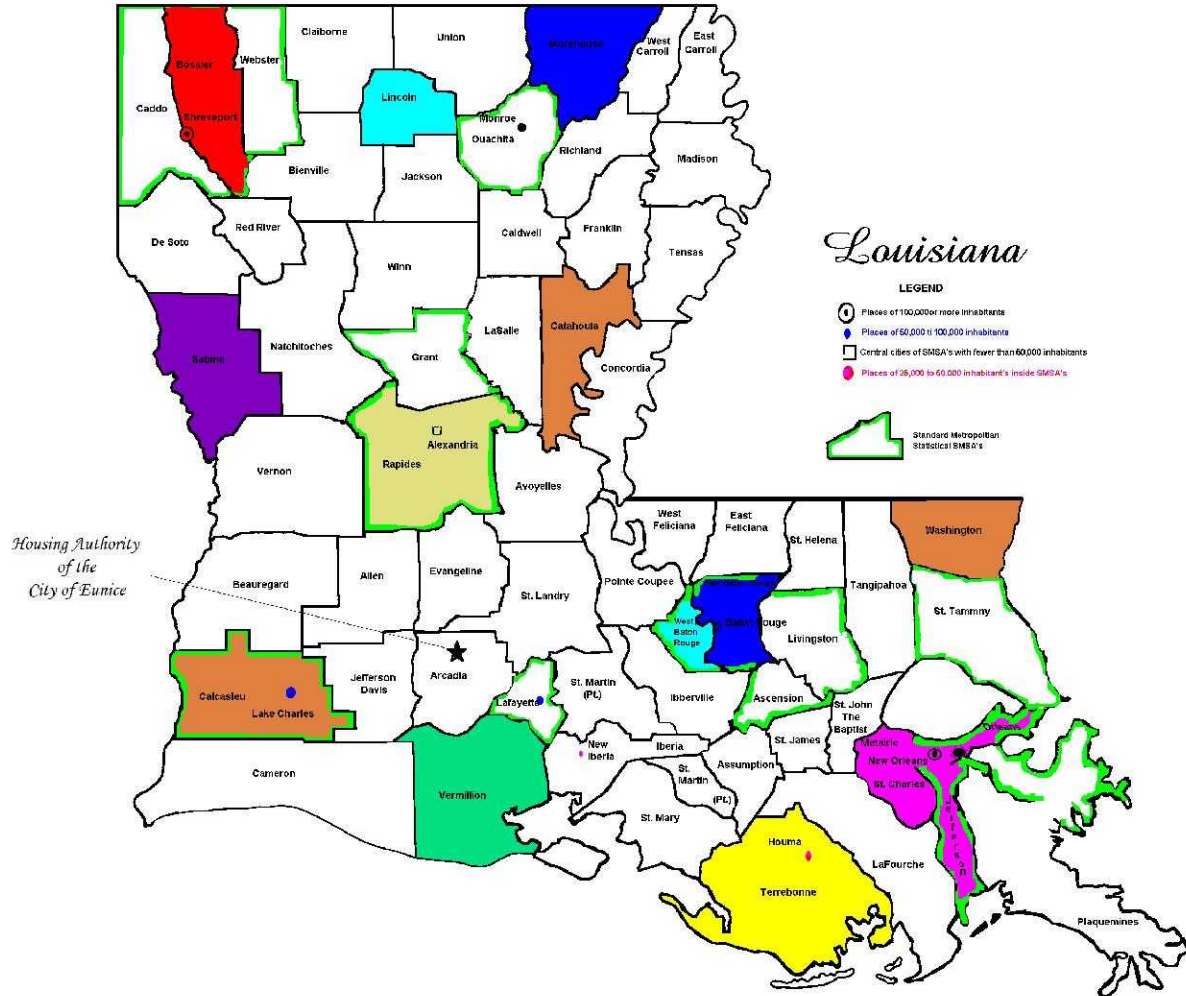 Claiborne
Union
Morehouse
West
Carroll
East
Carroll
Bossier
Webster
Caddo
Shreveport
Lincoln
Monroe
Ouachita
Richland
Madison
Bienville
Jackson
De Soto
Red River
Caldwell
Franklin
Tensas
Winn
Louisiana
LEGEND
Places of 100,000or more inhabitants
Places of 50,000 ti 100,000 inhabitants
Central cities of SMSA's with fewer than 60,000 inhabitants
Places of 25,000 to 50,000 inhabitant's inside SMSA's
Standard Metropolitian
Statistical SMSA's
Sabine
Natchitoches
Grant
LaSalle
Catahoula
Concordia
Alexandria
Rapides
Vernon
Avoyelles
Housing Authority
of the
City of Eunice
West
Feliciana
East
Feliciana
St. Helena
Washington
Beauregard
Allen
Evangeline
St. Landry
Pointe Coupee
Tangipahoa
St. Tammny
West
Baton
Rouge
Baton Rouge
Livingston
Calcasieu
Lake Charles
Jefferson
Davis
Arcadia
Lafayette
St. Martin
(Pt.)
Ibberville
Ascension
St. John
The
Baptist
Orleans
Metairie
New Orleans
St. Charles
Jefferson
Cameron
Vermillion
New
Iberia
Iberia
St.
Martin
(Pt.)
Assumption
St. James
St. Mary
Houma
Terrebonne
LaFourche
Plaquemines